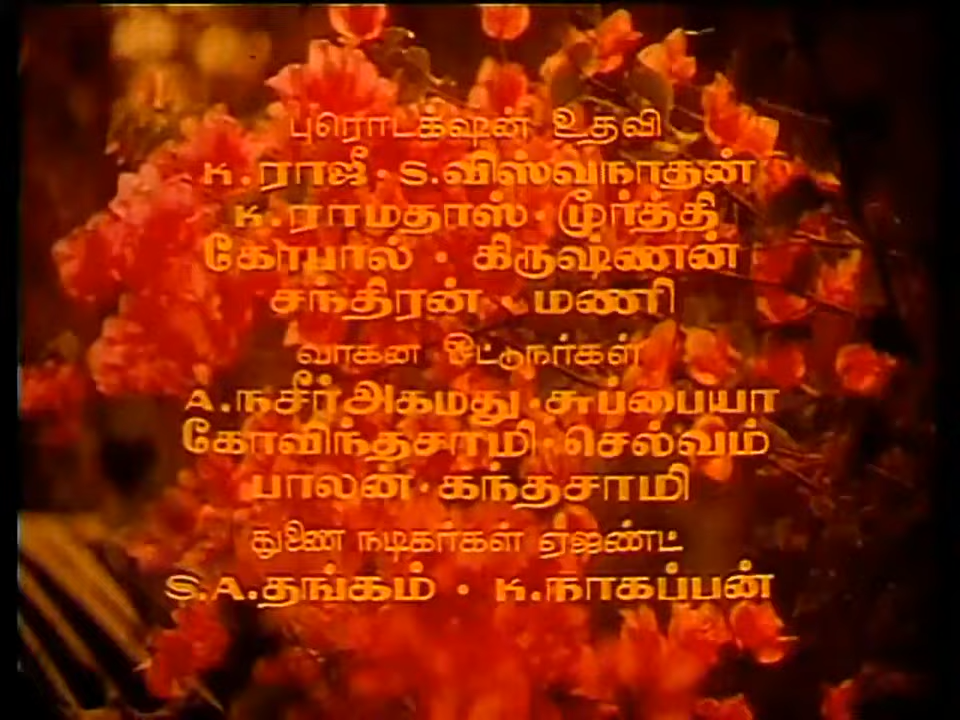 புரொடக்ஷன் உதவி
K.ராஜீ • S.விஸ்வநாதன்
K.ராமதாஸ் • மூர்த்தி
கோபால் • கிருஷ்ணன்
சந்திரன் • மணி
வாகன ஓட்டுநர்கள்
A.நசீர்அகமது • சுப்பையா
கோவிந்தசாமி • செல்வம்
பாலன் • கந்தசாமி
துணை நடிகர்கள் ஏஜண்ட்
S.A.தங்கம் • K.நாகப்பன்